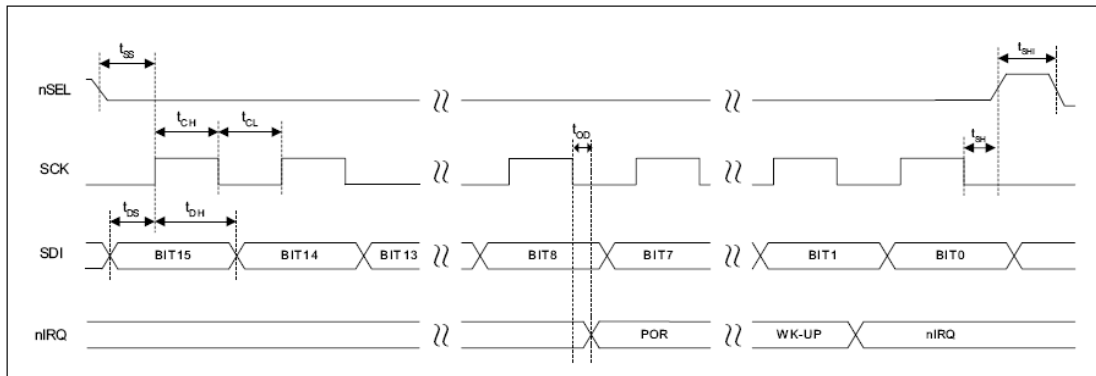 tSS
tSHI
nSEL
tCH
tCL
tOD
tSH
SCK
tDS
tDH
SDI
BIT15
BIT14
BIT13
BIT8
BIT7
BIT1
BIT0
nIRQ
POR
WK-UP
nIRQ